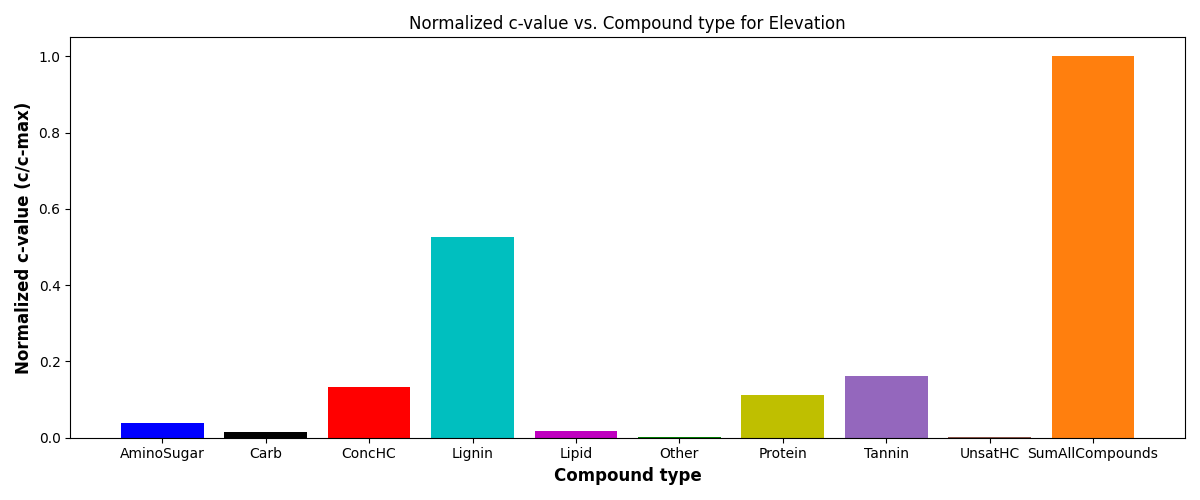 Normalized c-value vs. Compound type for Elevation
Normalized c-value (c/c-max)
1.0
0.8
0.6
0.4
0.2
0.0
AminoSugar Carb ConcHC Lignin Lipid Other Protein Tannin UnsatHC SumAllCompounds
Compound type